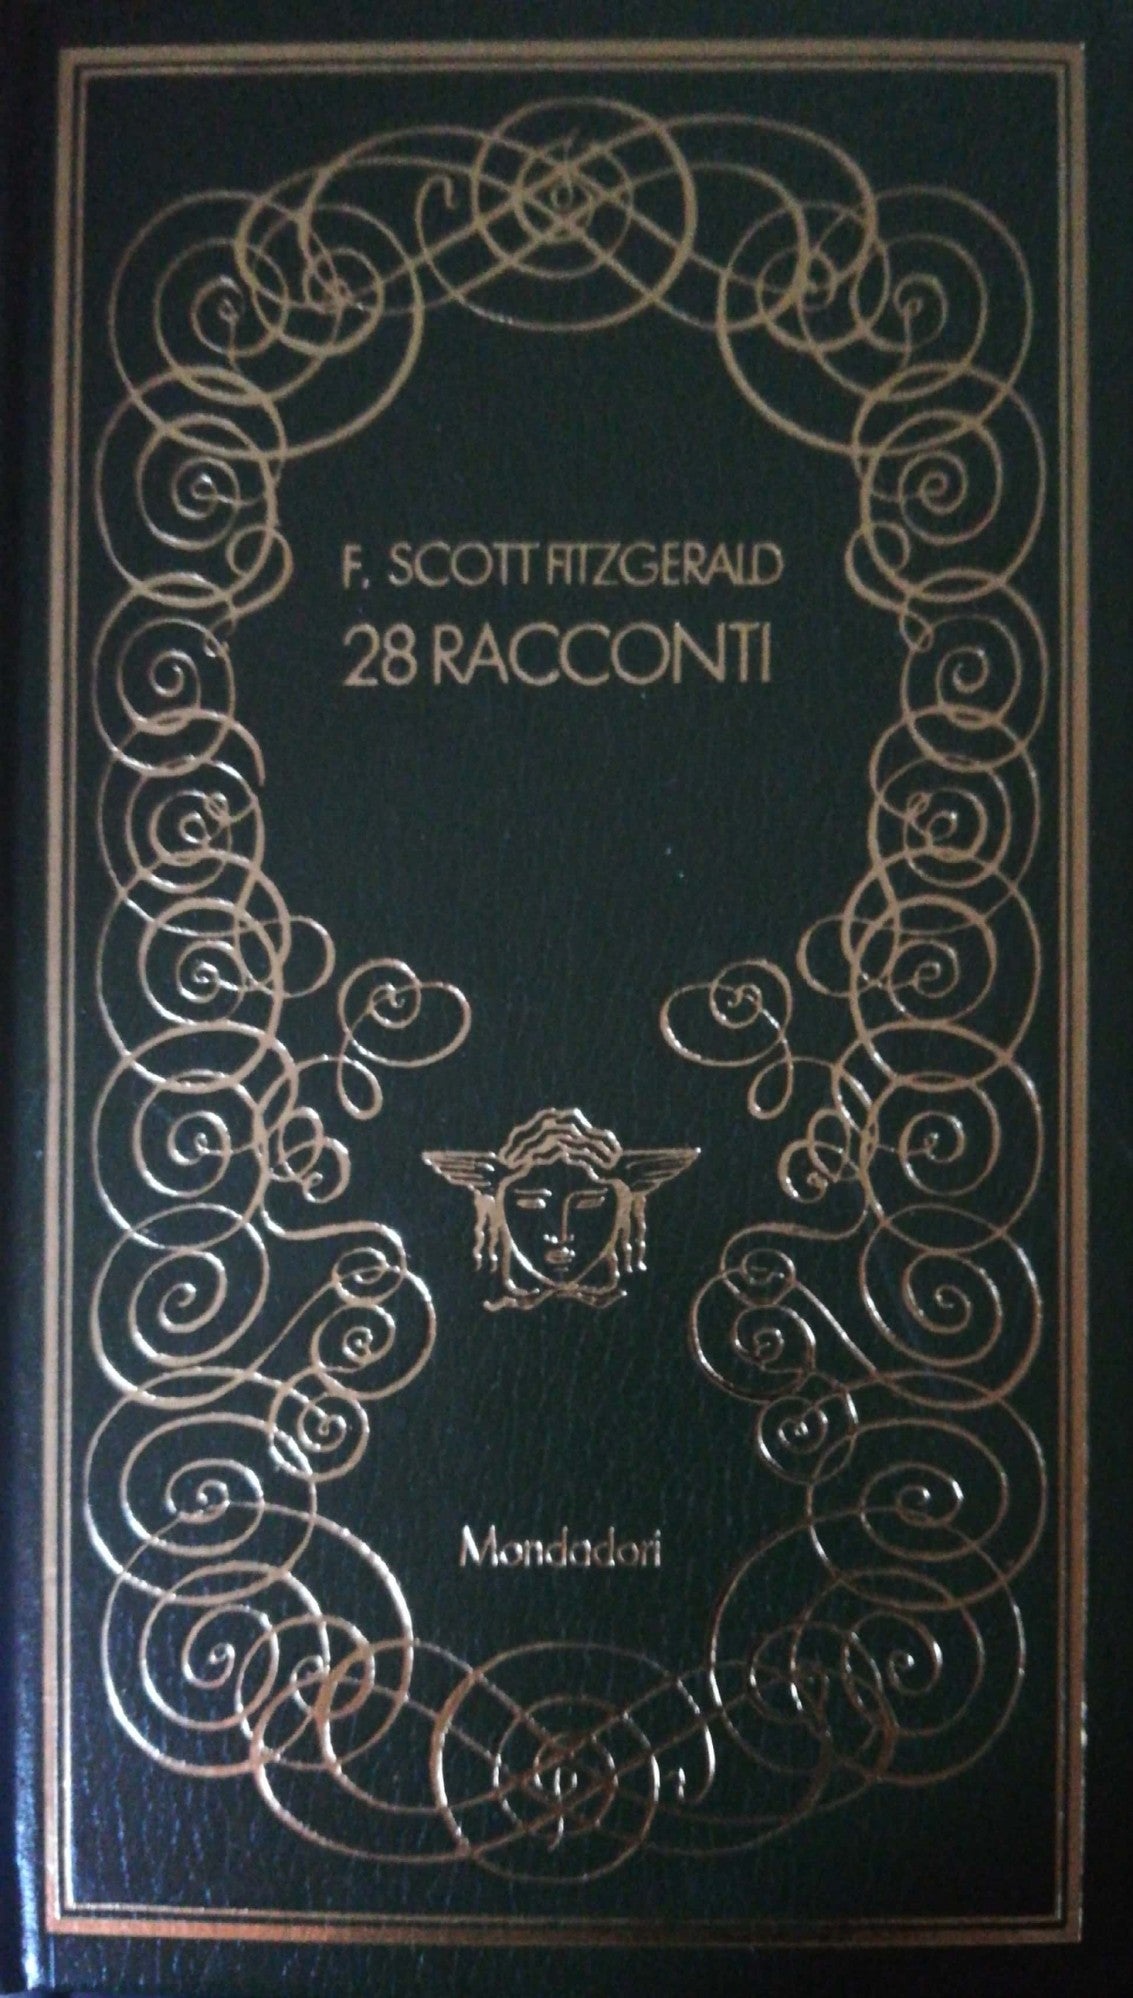 F. SCOTT FITZGERALD
28 RACCONTI
Mondadori